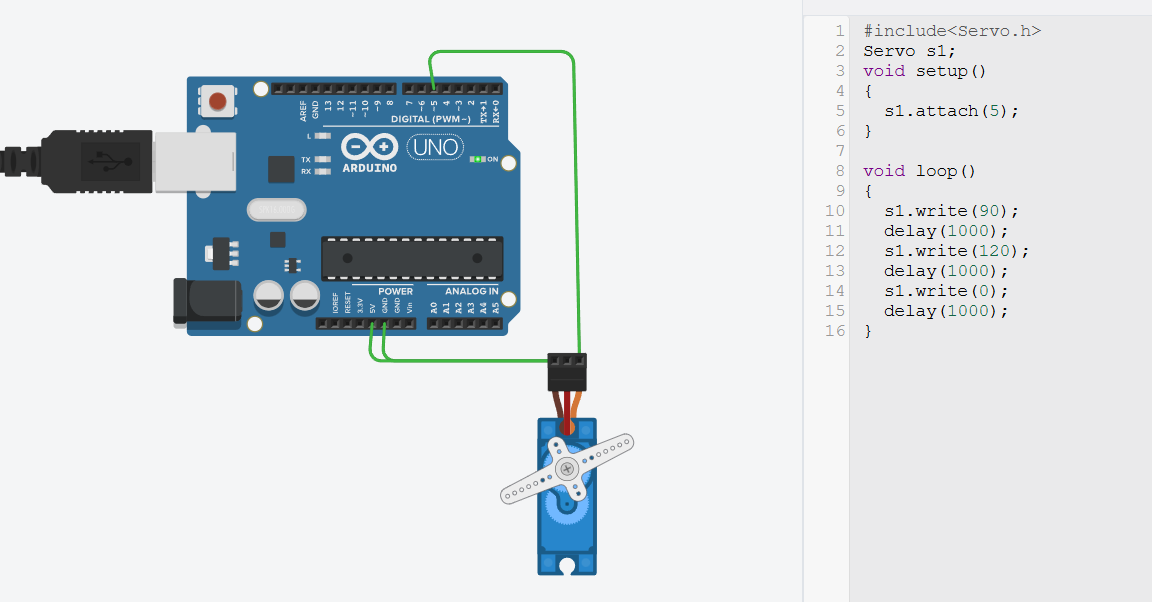 AREF
GND
13
12
~11
~10
~9
8
7
~6
~5
4
~3
2
TX→1
RX←0
DIGITAL (PWM~)
L
TX
RX
ARDUINO
UNO
ON
POWER
ANALOG IN
IOREF
RESET
3.3V
5V
GND
GND
Vin
A0
A1
A2
A3
A4
A5
1 #include<Servo.h>
2 Servo s1;
3 void setup()
4 {
5   s1.attach(5);
6 }
7
8 void loop()
9 {
10   s1.write(90);
11   delay(1000);
12   s1.write(120);
13   delay(1000);
14   s1.write(0);
15   delay(1000);
16 }